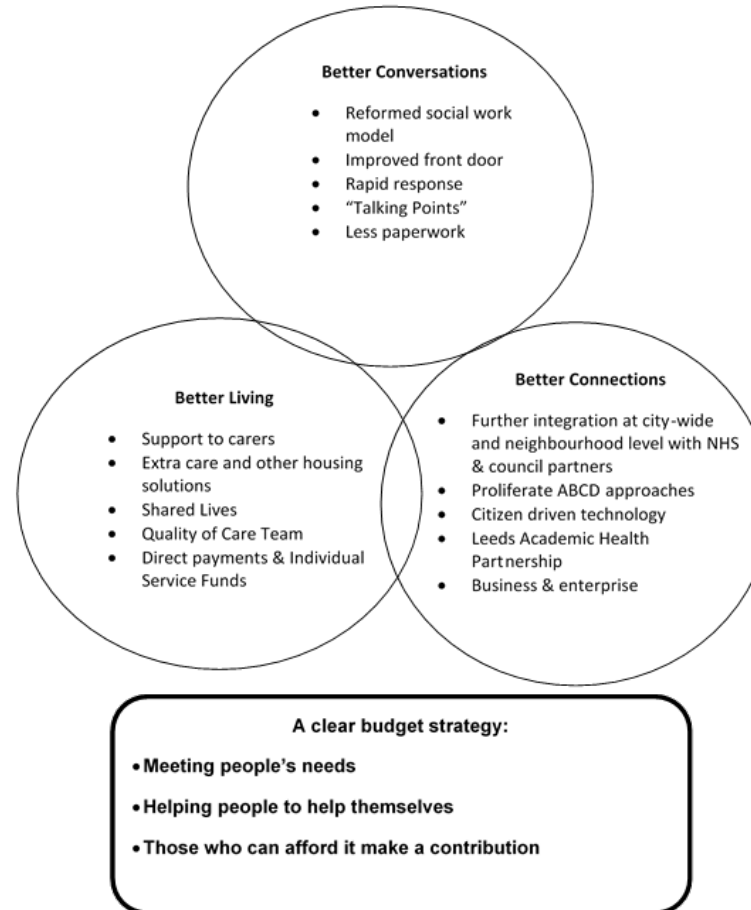 Better Conversations
• Reformed social work
model
• Improved front door
• Rapid response
• “Talking Points”
• Less paperwork
Better Living
• Support to carers
• Extra care and other housing
solutions
• Shared Lives
• Quality of Care Team
• Direct payments & Individual
Service Funds
Better Connections
• Further integration at city-wide
and neighbourhood level with NHS
& council partners
• Proliferate ABCD approaches
• Citizen driven technology
• Leeds Academic Health
Partnership
• Business & enterprise
A clear budget strategy:
• Meeting people’s needs
• Helping people to help themselves
• Those who can afford it make a contribution